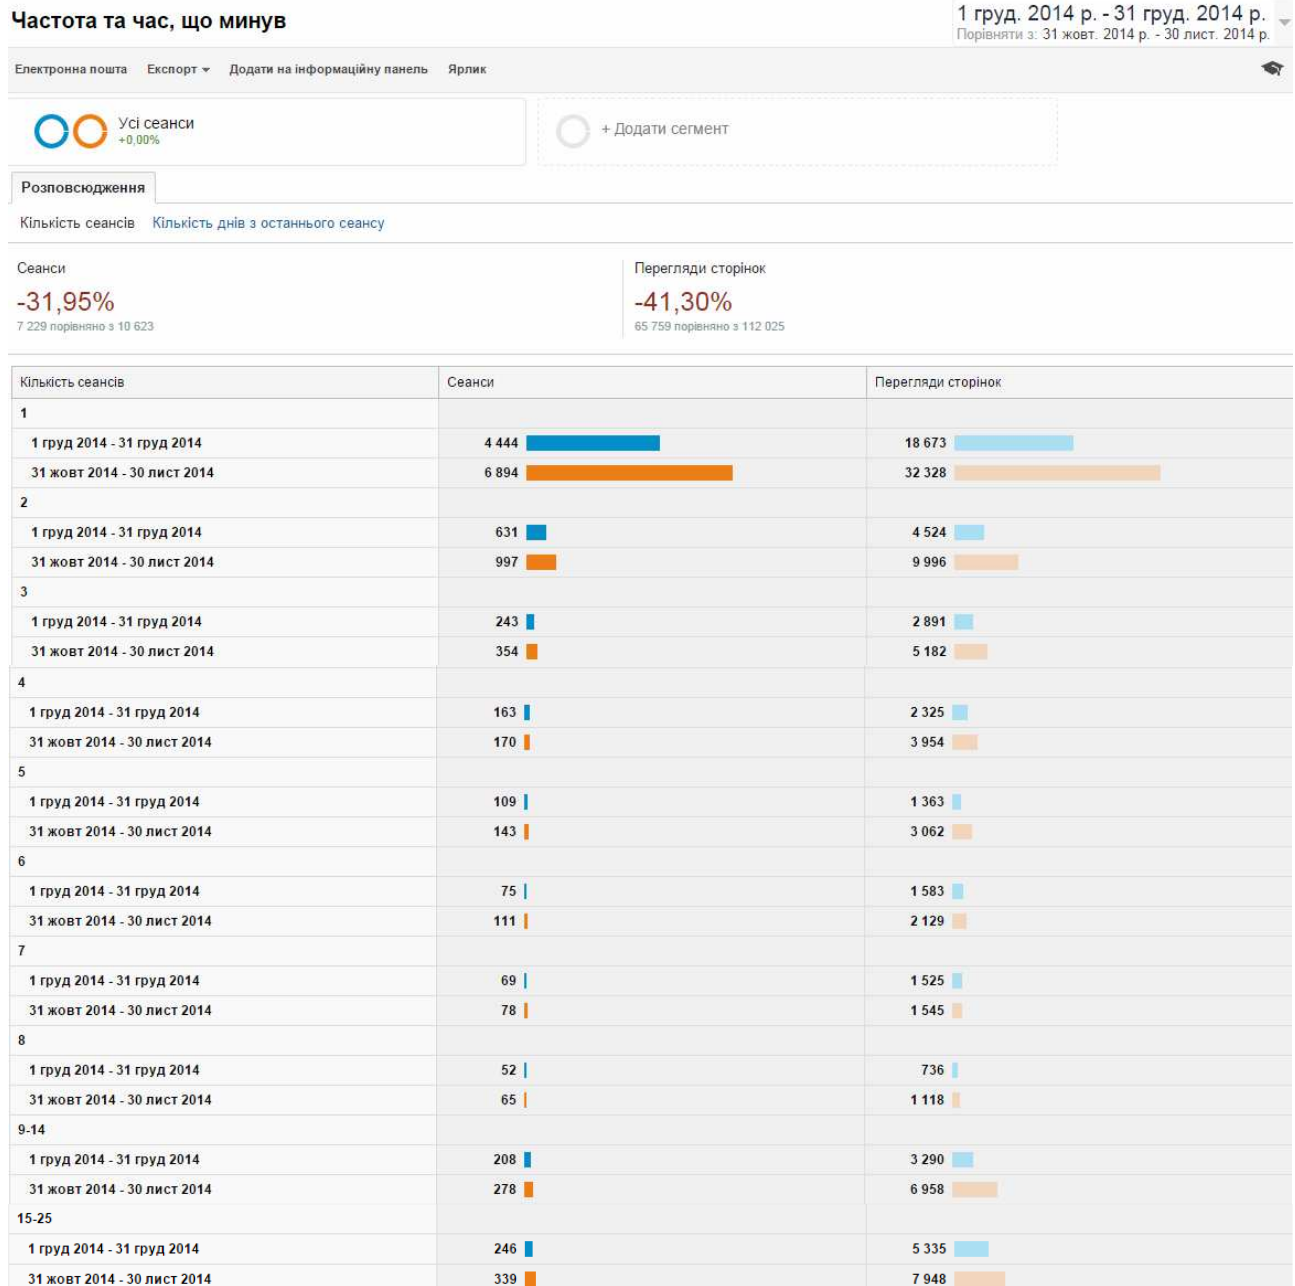 Частота та час, що минув
1 груд. 2014 р. - 31 груд. 2014 р.
Порівняти з: 31 жовт. 2014 р. - 30 лист. 2014 р.
Електронна пошта Експорт Додати на інформаційну панель Ярлик
Усі сеанси
+0,00%
+ Додати сегмент
Розповсюдження
Кількість сеансів Кількість днів з останнього сеансу
Сеанси Перегляди сторінок
-31,95% -41,30%
7 229 порівняно з 10 623 65 759 порівняно з 112 025
Кількість сеансів Сеанси Перегляди сторінок
1
1 груд 2014 - 31 груд 2014 4 444 18 673
31 жовт 2014 - 30 лист 2014 6 894 32 328
2
1 груд 2014 - 31 груд 2014 631 4 524
31 жовт 2014 - 30 лист 2014 997 9 996
3
1 груд 2014 - 31 груд 2014 243 2 891
31 жовт 2014 - 30 лист 2014 354 5 182
4
1 груд 2014 - 31 груд 2014 163 2 325
31 жовт 2014 - 30 лист 2014 170 3 954
5
1 груд 2014 - 31 груд 2014 109 1 363
31 жовт 2014 - 30 лист 2014 143 3 062
6
1 груд 2014 - 31 груд 2014 75 1 583
31 жовт 2014 - 30 лист 2014 111 2 129
7
1 груд 2014 - 31 груд 2014 69 1 525
31 жовт 2014 - 30 лист 2014 78 1 545
8
1 груд 2014 - 31 груд 2014 52 736
31 жовт 2014 - 30 лист 2014 65 1 118
9-14
1 груд 2014 - 31 груд 2014 208 3 290
31 жовт 2014 - 30 лист 2014 278 6 958
15-25
1 груд 2014 - 31 груд 2014 246 5 335
31 жовт 2014 - 30 лист 2014 339 7 948